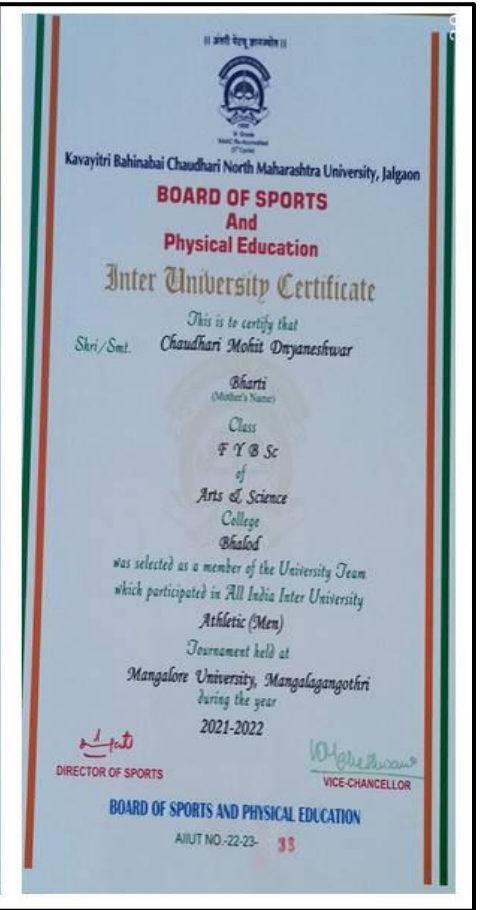 || अंतरी पेटवू ज्ञानज्योत ||
Kavayitri Bahinabai Chaudhari North Maharashtra University, Jalgaon
BOARD OF SPORTS
And
Physical Education
Inter University Certificate
This is to certify that
Shri/Smt. Chaudhari Mohit Dnyaneshwar
Bharti
(Mother's Name)
Class
F Y B Sc
of
Arts & Science
College
Bhalod
was selected as a member of the University Team
which participated in All India Inter University
Athletic (Men)
Tournament held at
Mangalore University, Mangalagangothri
during the year
2021-2022
DIRECTOR OF SPORTS
VICE-CHANCELLOR
BOARD OF SPORTS AND PHYSICAL EDUCATION
AIIUT NO.-22-23- 33